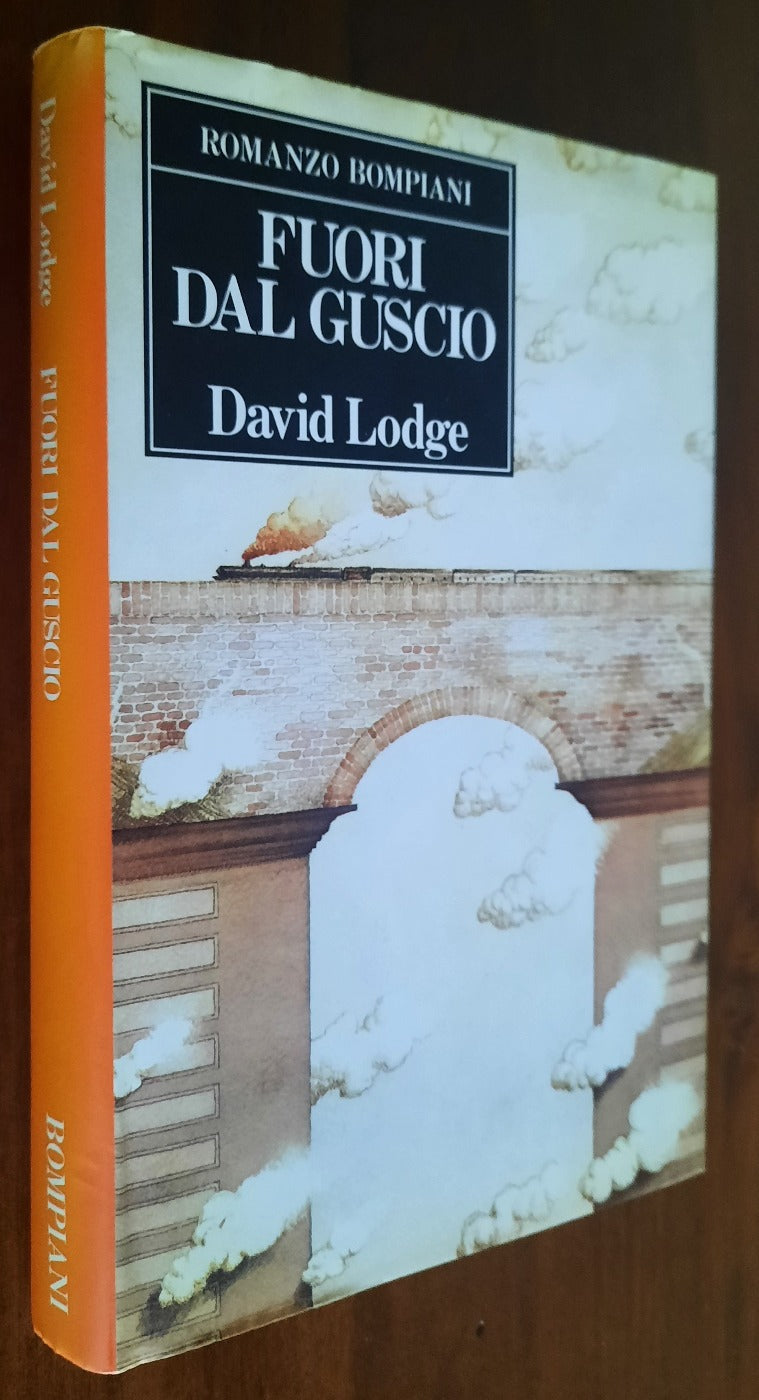 ROMANZO BOMPIANI
FUORI
DAL GUSCIO
David Lodge
David Lodge FUORI DAL GUSCIO BOMPIANI